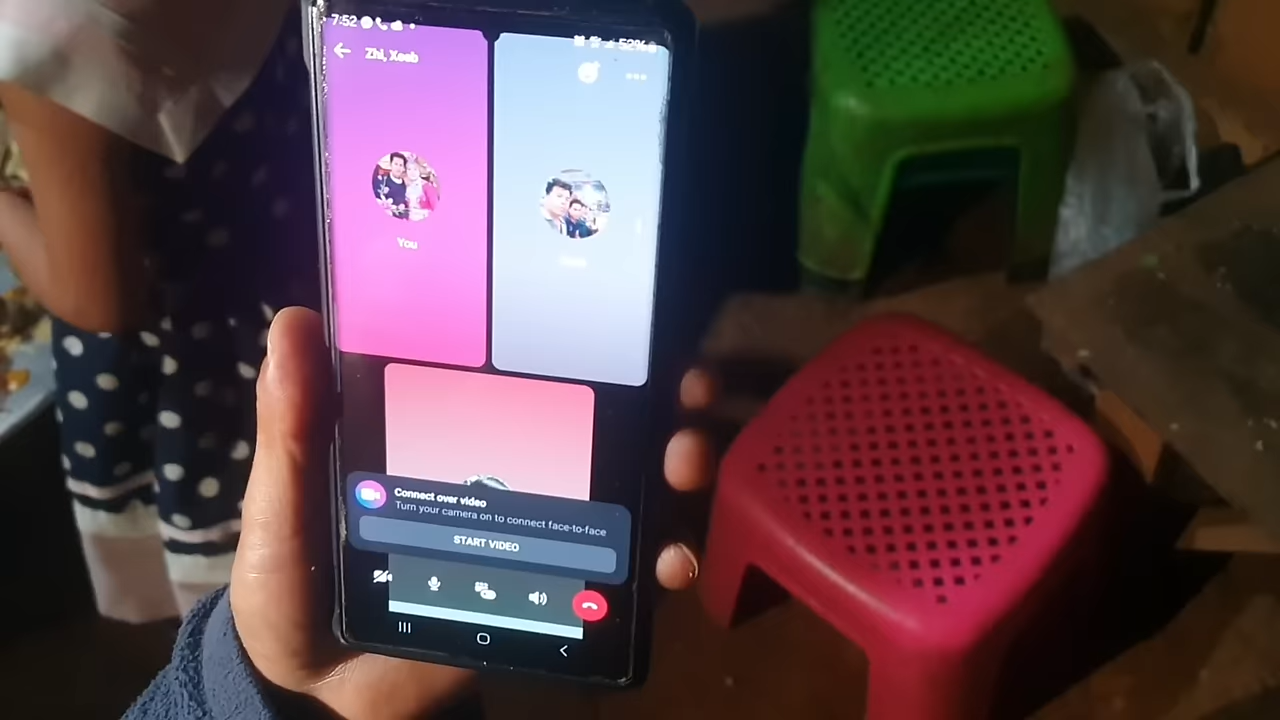 7:52
52%
Zhi, Xeeb
You
Connect over video
Turn your camera on to connect face-to-face
START VIDEO